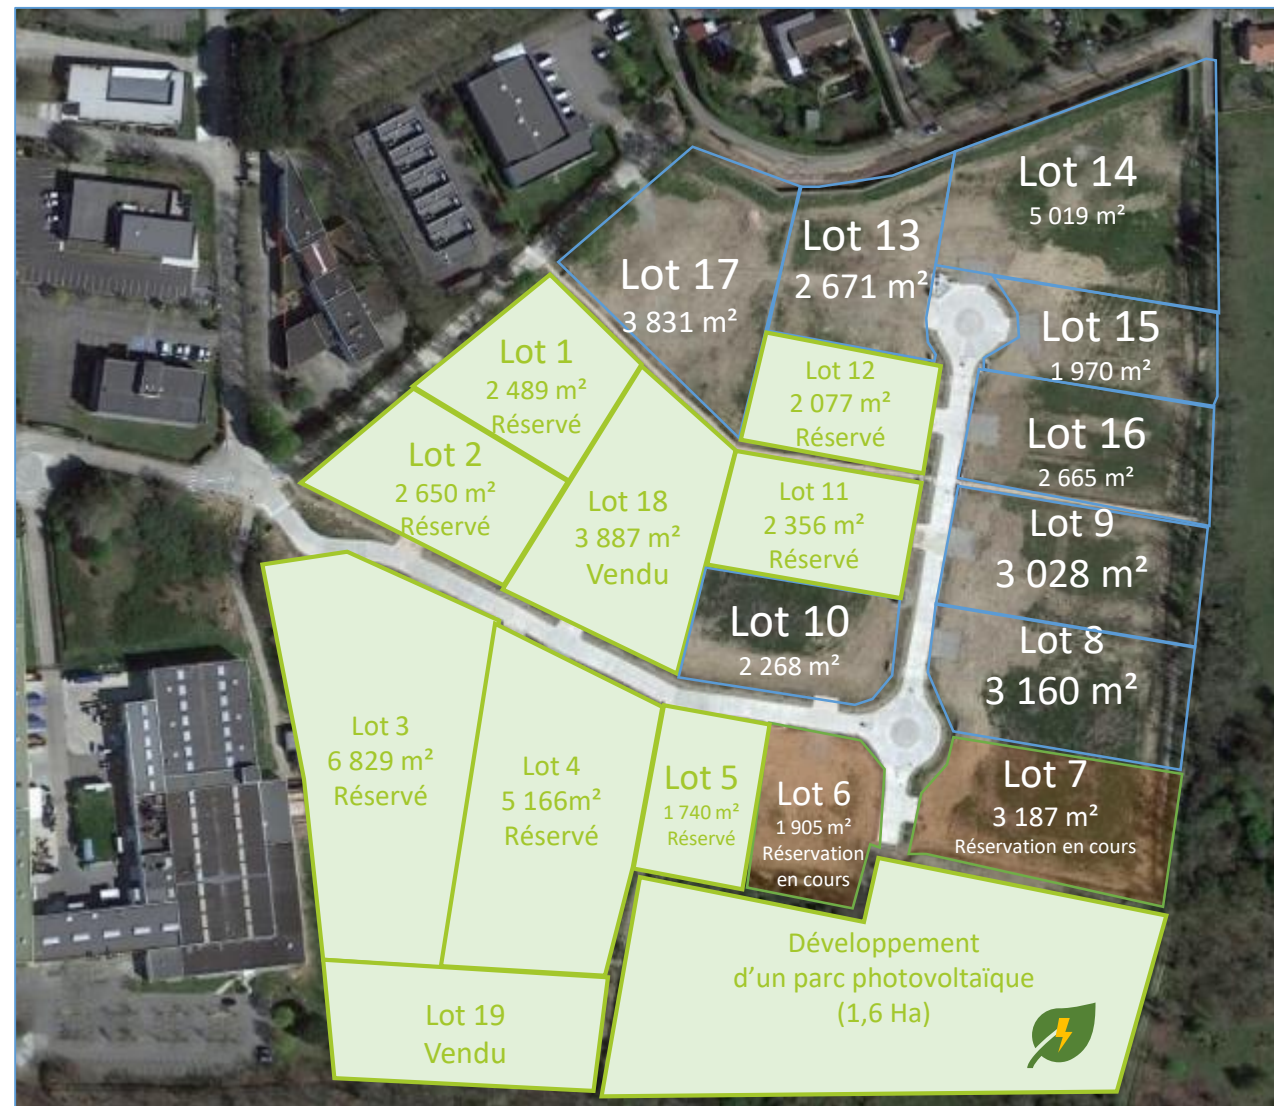 Lot 14
5 019 m²
Lot 13
2 671 m²
Lot 17
3 831 m²
Lot 15
1 970 m²
Lot 1
2 489 m²
Réservé
Lot 12
2 077 m²
Réservé
Lot 16
2 665 m²
Lot 2
2 650 m²
Réservé
Lot 18
3 887 m²
Vendu
Lot 11
2 356 m²
Réservé
Lot 9
3 028 m²
Lot 10
2 268 m²
Lot 8
3 160 m²
Lot 3
6 829 m²
Réservé
Lot 4
5 166m²
Réservé
Lot 5
1 740 m²
Réservé
Lot 6
1 905 m²
Réservation
en cours
Lot 7
3 187 m²
Réservation en cours
Développement
d’un parc photovoltaïque
(1,6 Ha)
Lot 19
Vendu